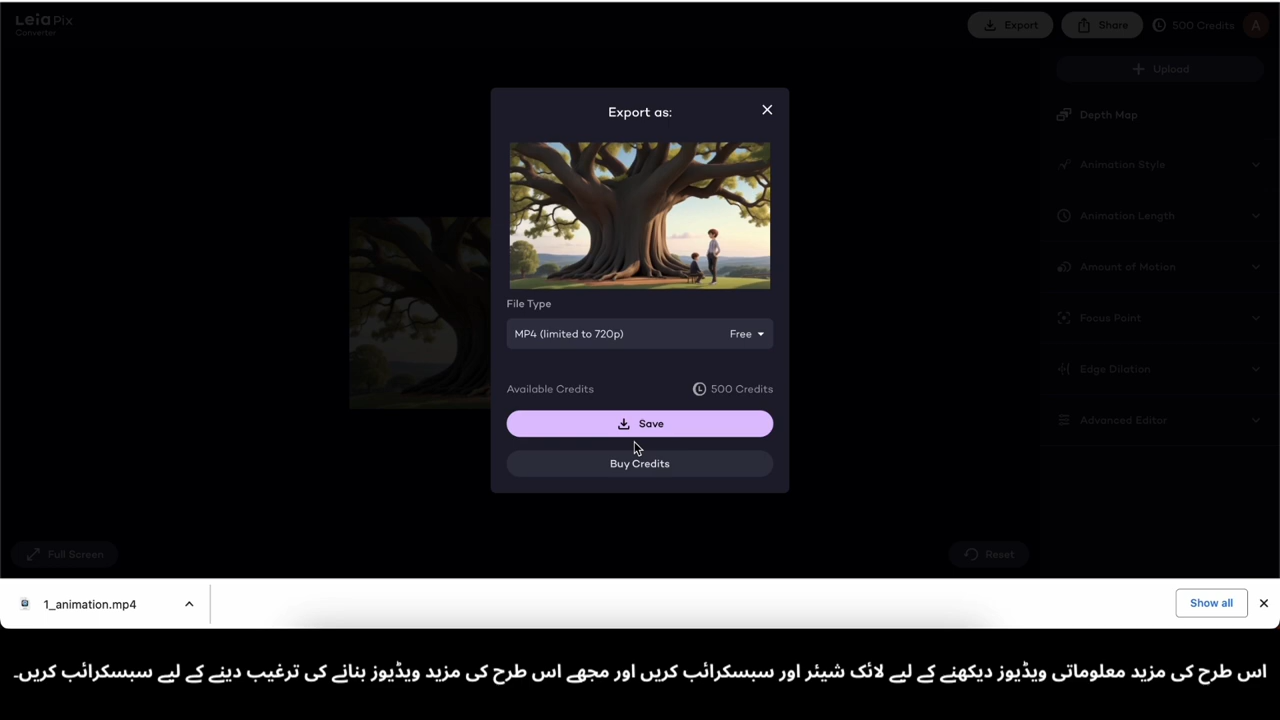 Leia Pix
Converter
Export
Share
500 Credits
A
Upload
Depth Map
Animation Style
Animation Length
Amount of Motion
Focus Point
Edge Dilation
Advanced Editor
Export as:
File Type
MP4 (limited to 720p)
Free
Available Credits
500 Credits
Save
Buy Credits
Full Screen
Reset
1_animation.mp4
Show all
اس طرح کی مزید معلوماتی ویڈیوز دیکھنے کے لیے لائک شیئر اور سبسکرائب کریں اور مجھے اس طرح کی مزید ویڈیوز بنانے کی ترغیب دینے کے لیے سبسکرائب کریں۔